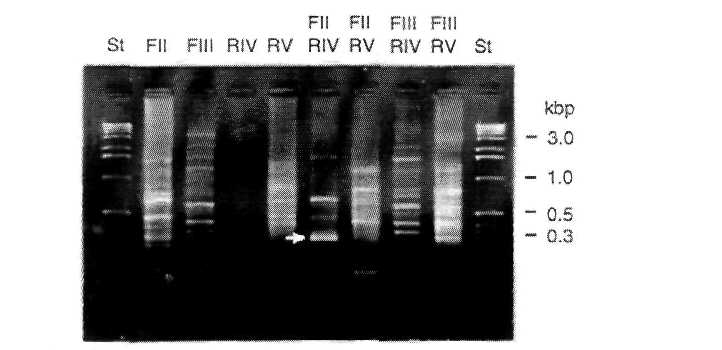 FII FII FIII FIII
St FII FIII RIV RV RIV RV RIV RV St
kbp
3.0
1.0
0.5
0.3